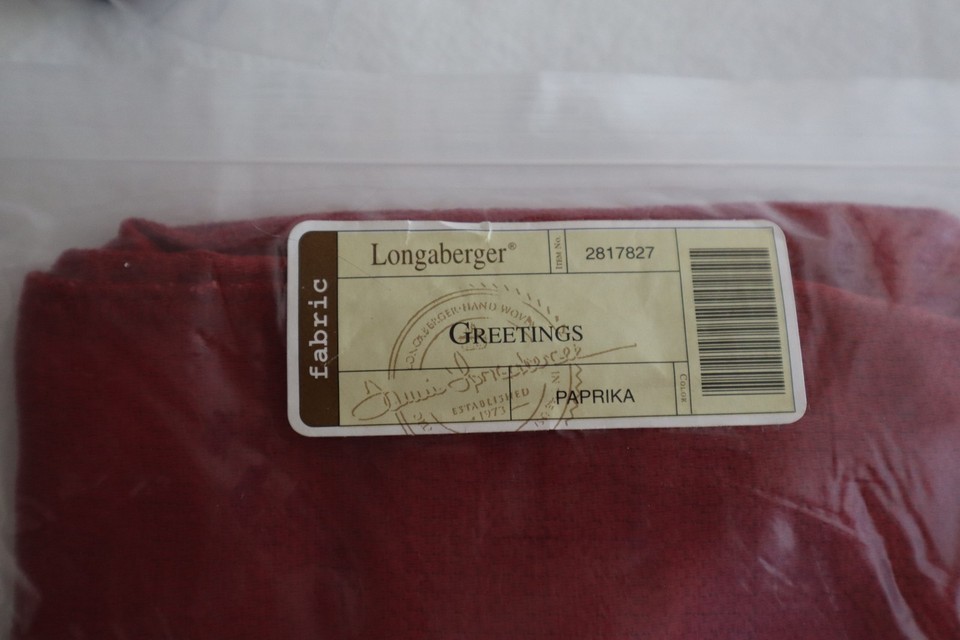 fabric
Longaberger®
ITEM NO.
2817827
GREETINGS
PAPRIKA
COLOR
ESTABLISHED
1973